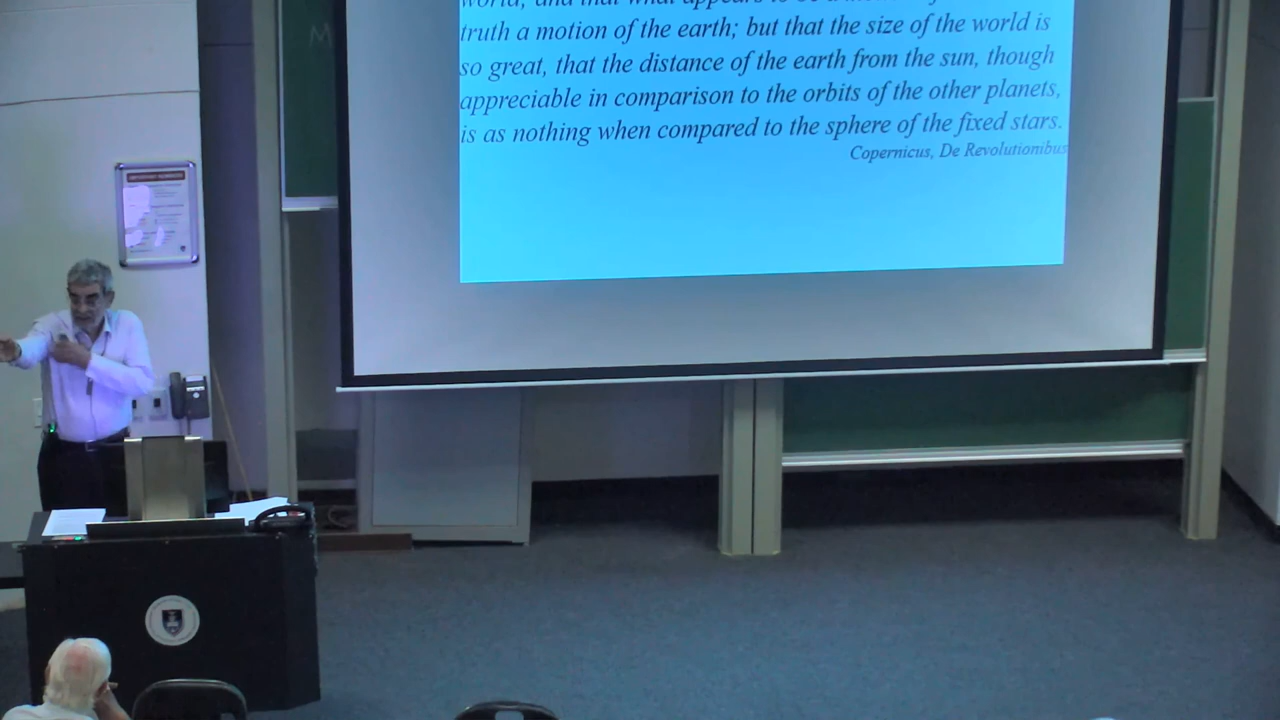 truth a motion of the earth; but that the size of the world is
so great, that the distance of the earth from the sun, though
appreciable in comparison to the orbits of the other planets,
is as nothing when compared to the sphere of the fixed stars.
Copernicus, De Revolutionibus
M